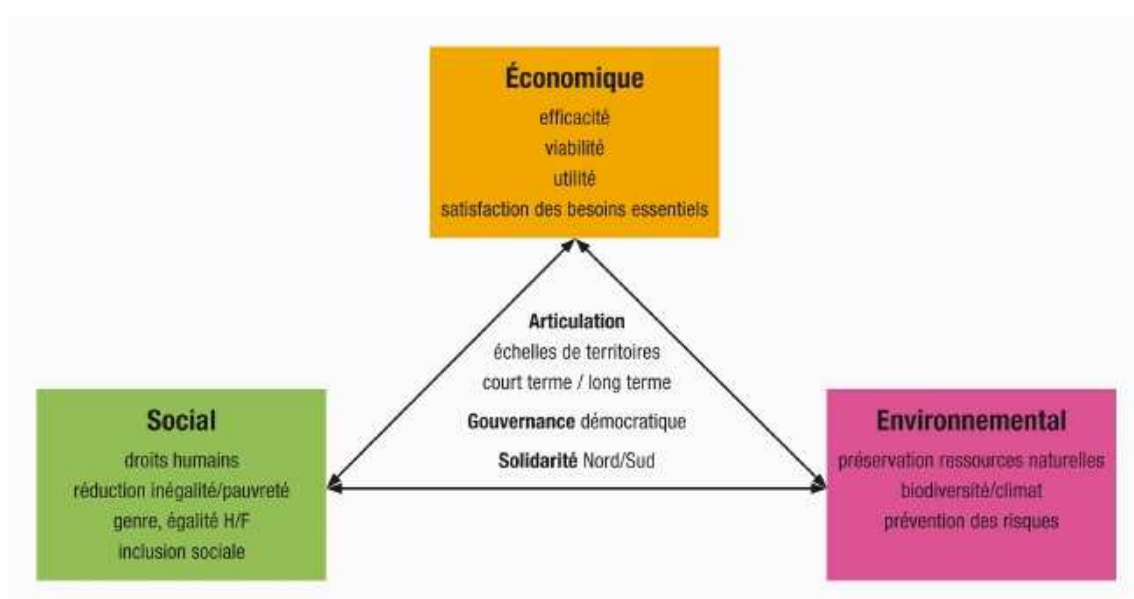 Économique
efficacité
viabilité
utilité
satisfaction des besoins essentiels
Articulation
échelles de territoires
court terme / long terme
Gouvernance démocratique
Solidarité Nord/Sud
Social
droits humains
réduction inégalité/pauvreté
genre, égalité H/F
inclusion sociale
Environnemental
préservation ressources naturelles
biodiversité/climat
prévention des risques